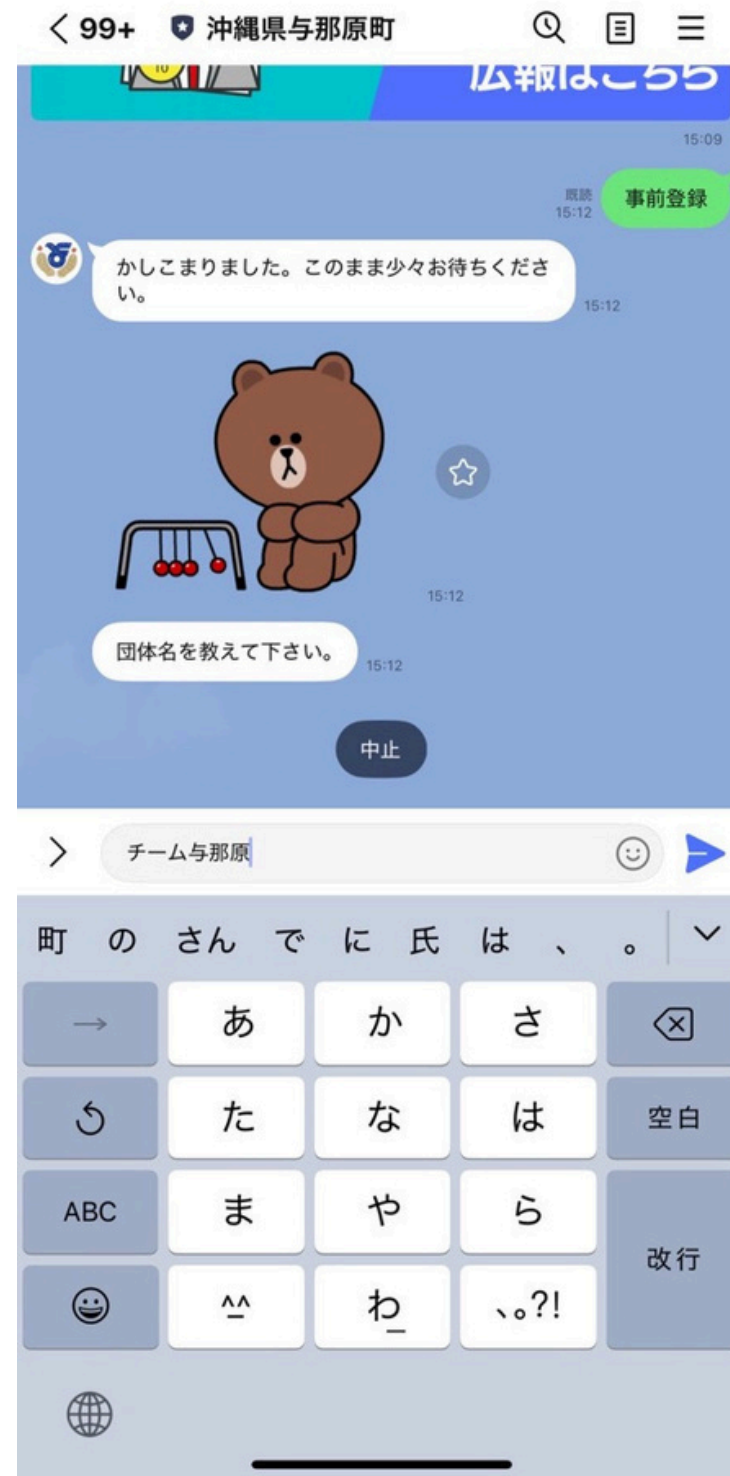 99+ 沖縄県与那原町
10
広報はこちら
15:09
既読
15:12
事前登録
かしこまりました。このまま少々お待ちくださ
い。
15:12
15:12
団体名を教えて下さい。
15:12
中止
チーム与那原
町 の さん で に 氏 は 、 。
→ あ か さ
た な は 空白
ABC ま や ら
改行
^^ わ 、。?!